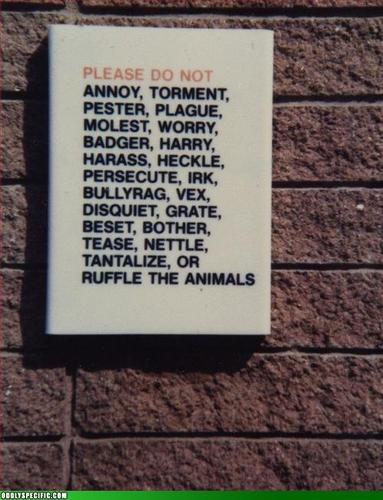 PLEASE DO NOT
ANNOY, TORMENT,
PESTER, PLAGUE,
MOLEST, WORRY,
BADGER, HARRY,
HARASS, HECKLE,
PERSECUTE, IRK,
BULLYRAG, VEX,
DISQUIET, GRATE,
BESET, BOTHER,
TEASE, NETTLE,
TANTALIZE, OR
RUFFLE THE ANIMALS
ODDLYSPECIFIC.COM